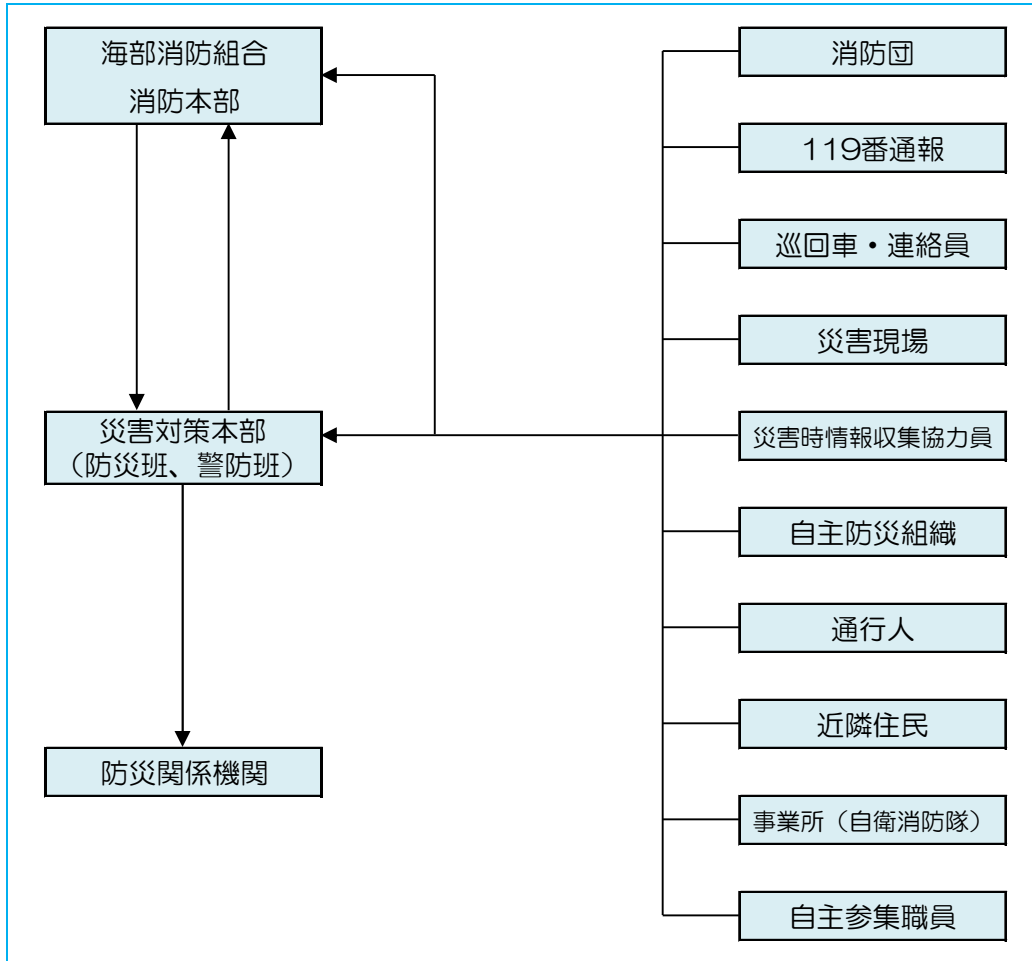 海部消防組合
消防本部
災害対策本部
（防災班、警防班）
防災関係機関
消防団
119番通報
巡回車・連絡員
災害現場
災害時情報収集協力員
自主防災組織
通行人
近隣住民
事業所（自衛消防隊）
自主参集職員